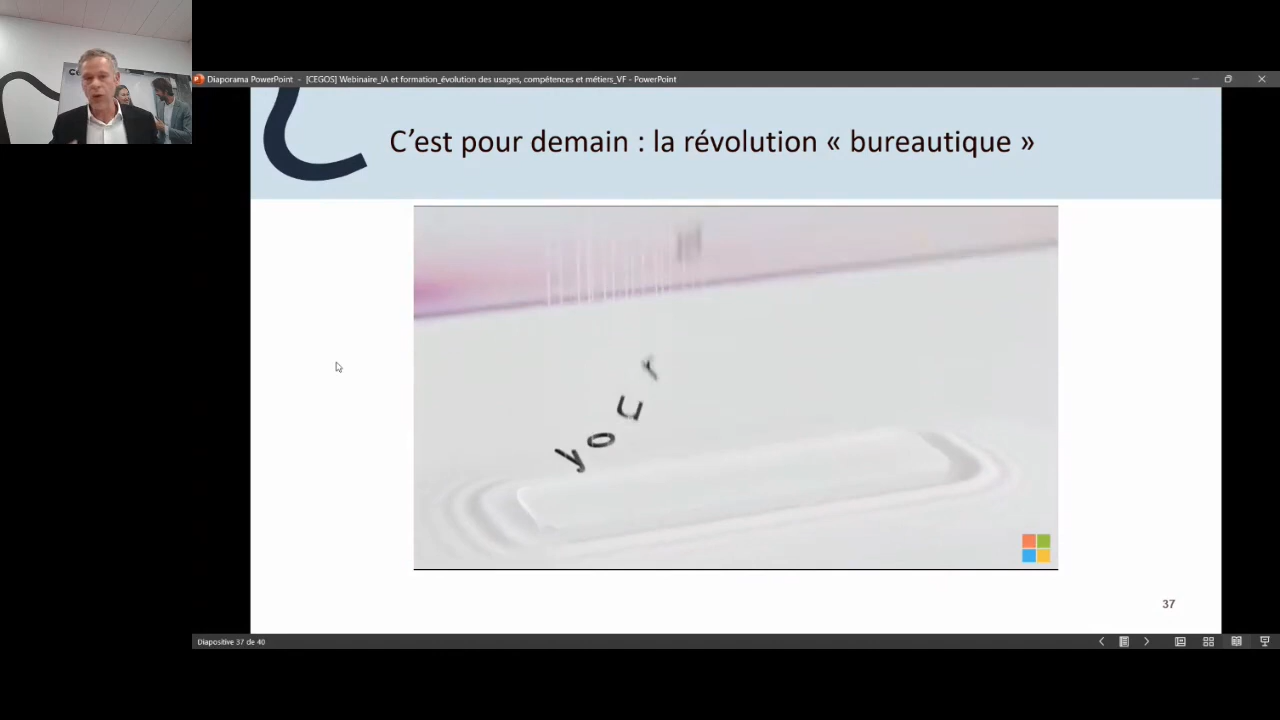 Diaporama PowerPoint - [CEGOS] Webinaire_IA et formation_évolution des usages, compétences et métiers_VF - PowerPoint
C’est pour demain : la révolution « bureautique »
your
37
Diapositive 37 de 40